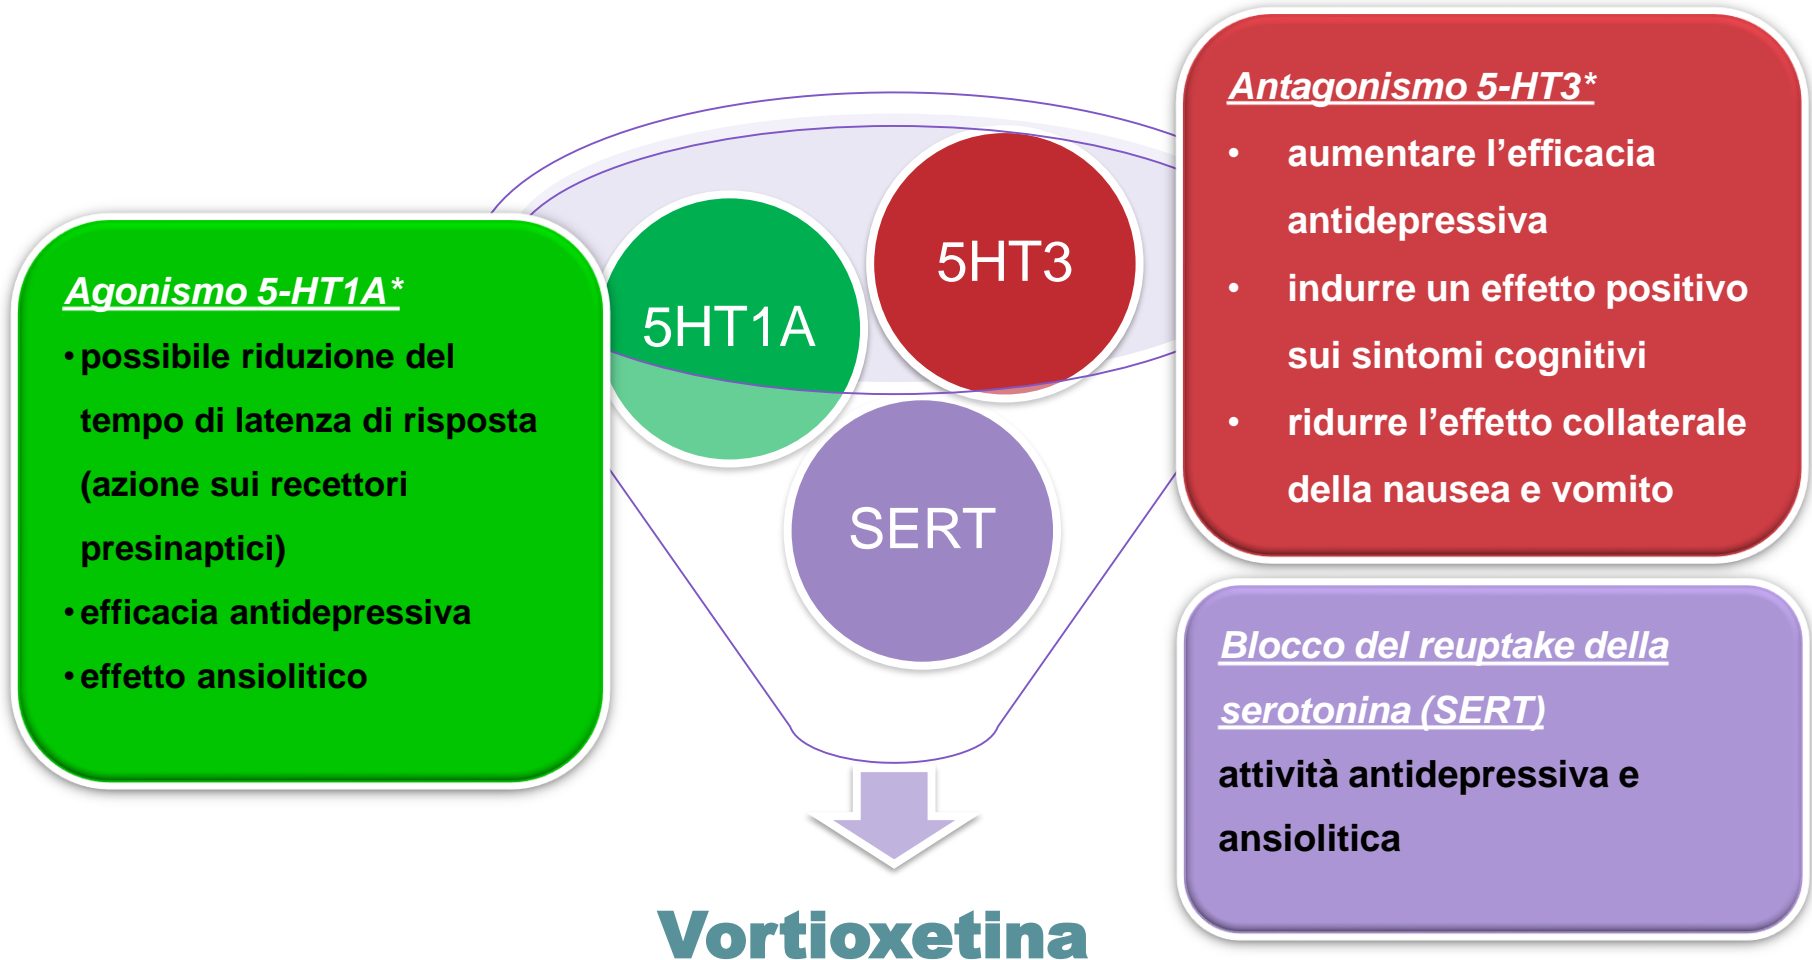 Agonismo 5-HT1A*
• possibile riduzione del
tempo di latenza di risposta
(azione sui recettori
presinaptici)
• efficacia antidepressiva
• effetto ansiolitico
5HT1A
5HT3
SERT
Antagonismo 5-HT3*
• aumentare l’efficacia
antidepressiva
• indurre un effetto positivo
sui sintomi cognitivi
• ridurre l’effetto collaterale
della nausea e vomito
Blocco del reuptake della
serotonina (SERT)
attività antidepressiva e
ansiolitica
Vortioxetina